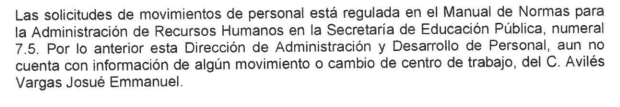 Las solicitudes de movimientos de personal está regulada en el Manual de Normas para
la Administración de Recursos Humanos en la Secretaría de Educación Pública, numeral
7.5. Por lo anterior esta Dirección de Administración y Desarrollo de Personal, aun no
cuenta con información de algún movimiento o cambio de centro de trabajo, del C. Avilés
Vargas Josué Emmanuel.